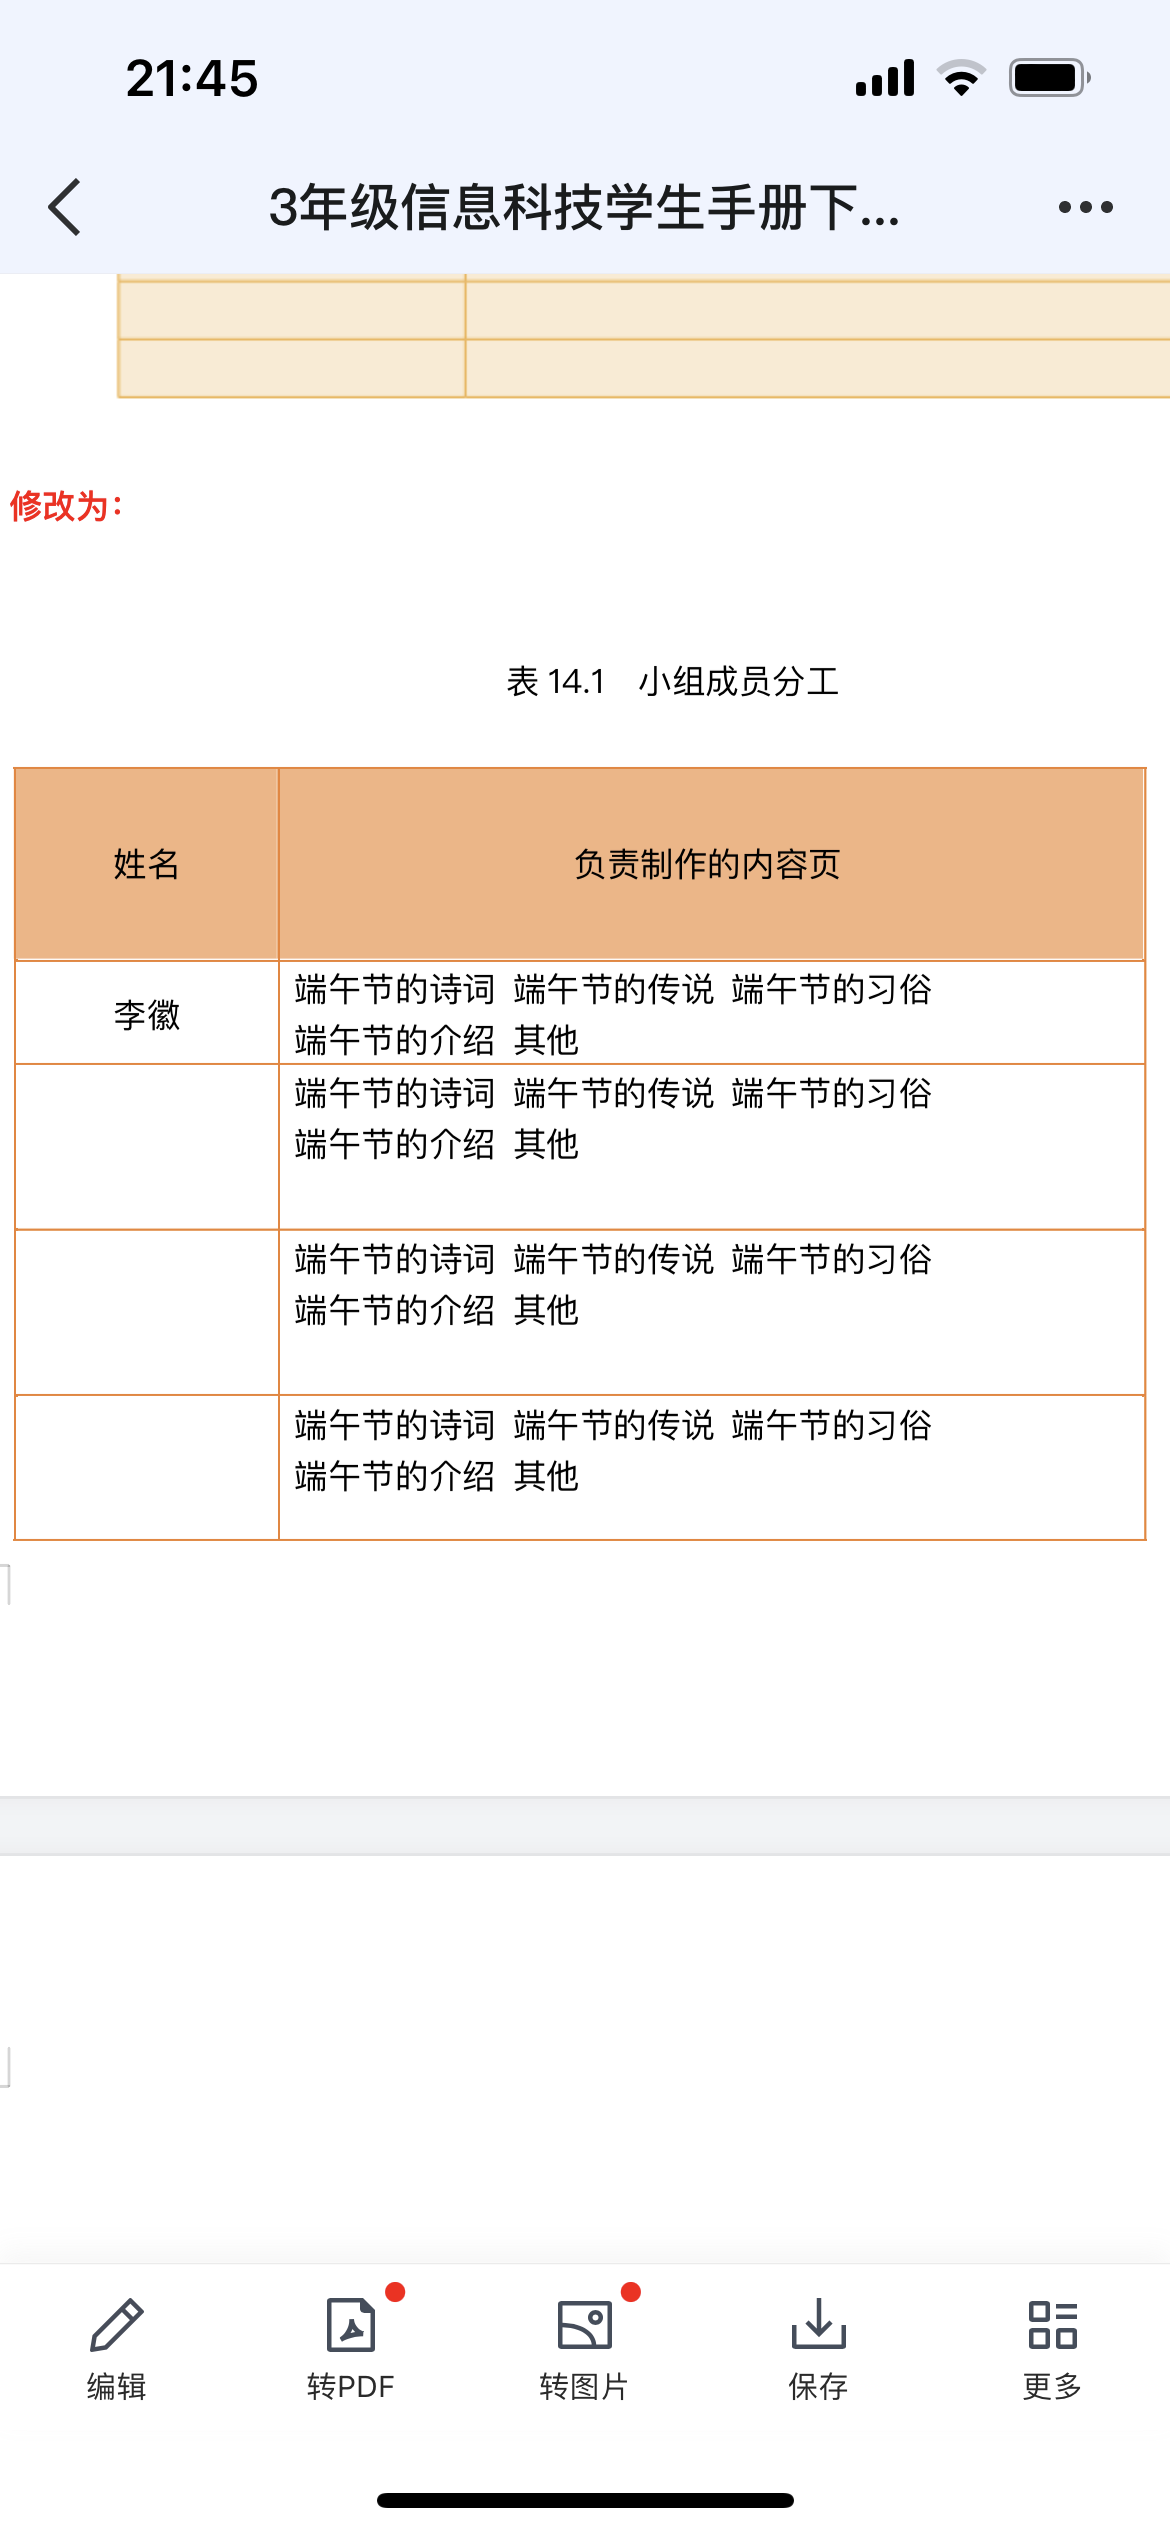 21:45
3年级信息科技学生手册下...
修改为：
表 14.1 小组成员分工
姓名 负责制作的内容页
李徽
端午节的诗词 端午节的传说 端午节的习俗
端午节的介绍 其他
端午节的诗词 端午节的传说 端午节的习俗
端午节的介绍 其他
端午节的诗词 端午节的传说 端午节的习俗
端午节的介绍 其他
端午节的诗词 端午节的传说 端午节的习俗
端午节的介绍 其他
编辑 转PDF 转图片 保存 更多